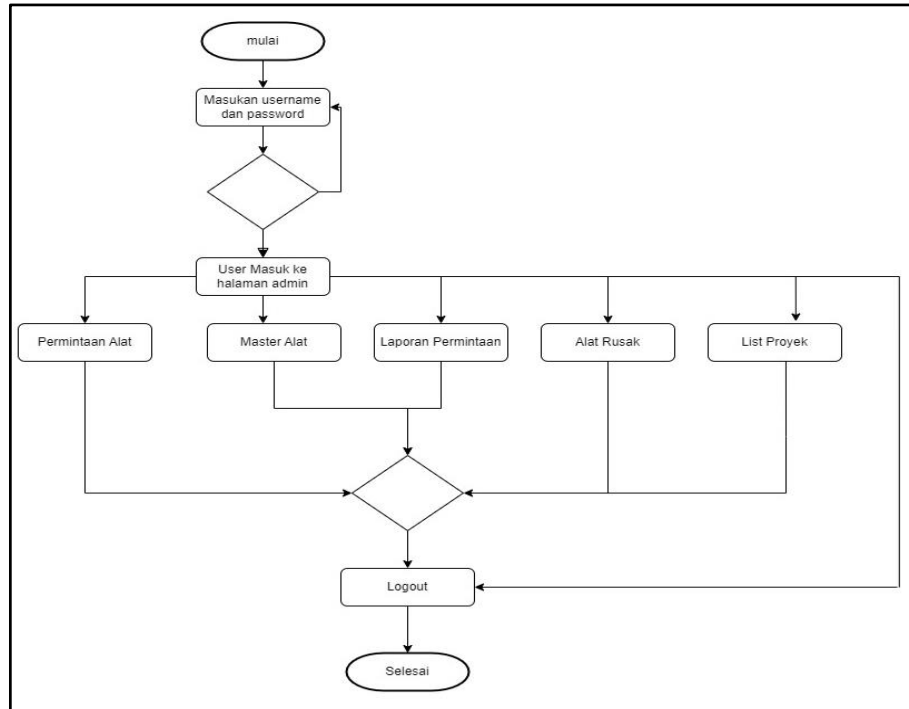 mulai
Masukan username
dan password
User Masuk ke
halaman admin
Permintaan Alat
Master Alat
Laporan Permintaan
Alat Rusak
List Proyek
Logout
Selesai